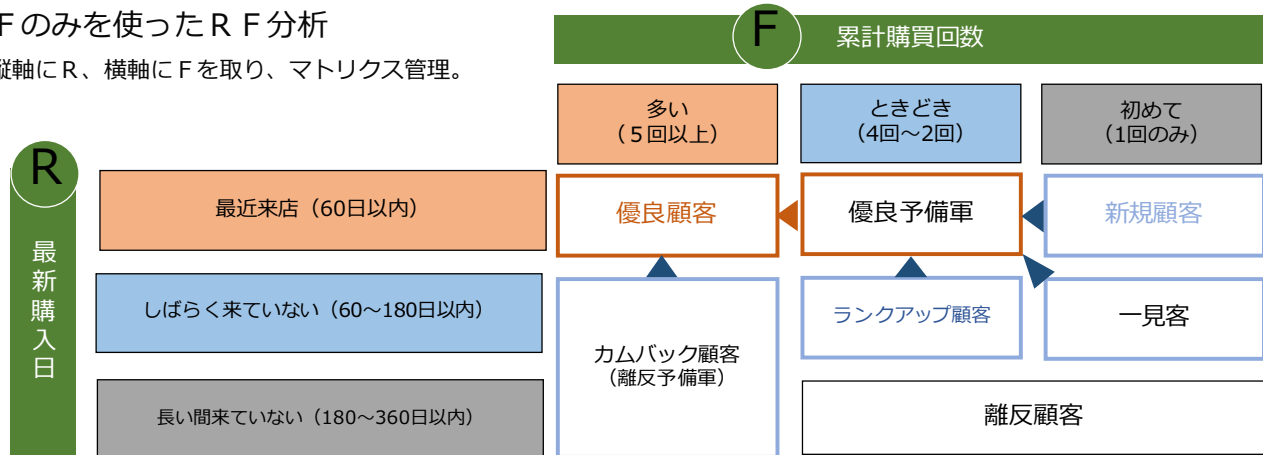 Fのみを使ったＲＦ分析
縦軸にＲ、横軸にＦを取り、マトリクス管理。
F
累計購買回数
多い
（５回以上）
ときどき
（4回～2回）
初めて
（1回のみ）
R
最新購入日
最近来店（60日以内）
優良顧客
優良予備軍
新規顧客
しばらく来ていない（60～180日以内）
カムバック顧客
（離反予備軍）
ランクアップ顧客
一見客
長い間来ていない（180～360日以内）
離反顧客